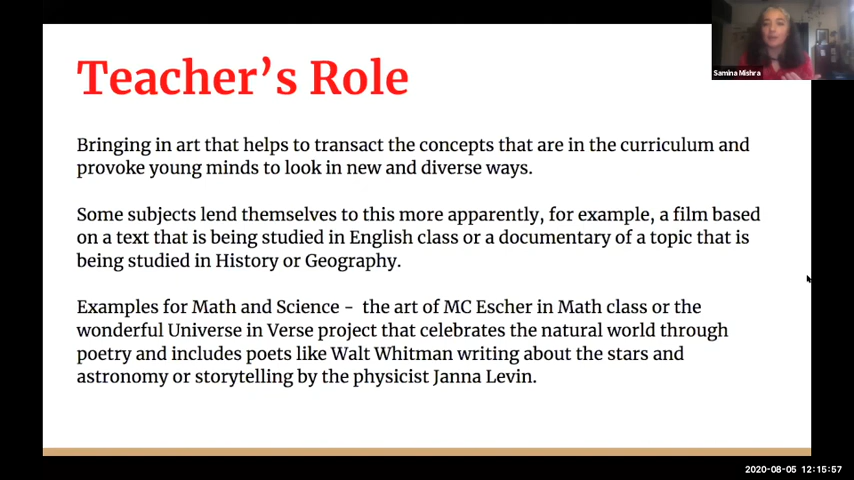 Samina Mishra
Teacher's Role
Bringing in art that helps to transact the concepts that are in the curriculum and
provoke young minds to look in new and diverse ways.
Some subjects lend themselves to this more apparently, for example, a film based
on a text that is being studied in English class or a documentary of a topic that is
being studied in History or Geography.
Examples for Math and Science - the art of MC Escher in Math class or the
wonderful Universe in Verse project that celebrates the natural world through
poetry and includes poets like Walt Whitman writing about the stars and
astronomy or storytelling by the physicist Janna Levin.
2020-08-05 12:15:57